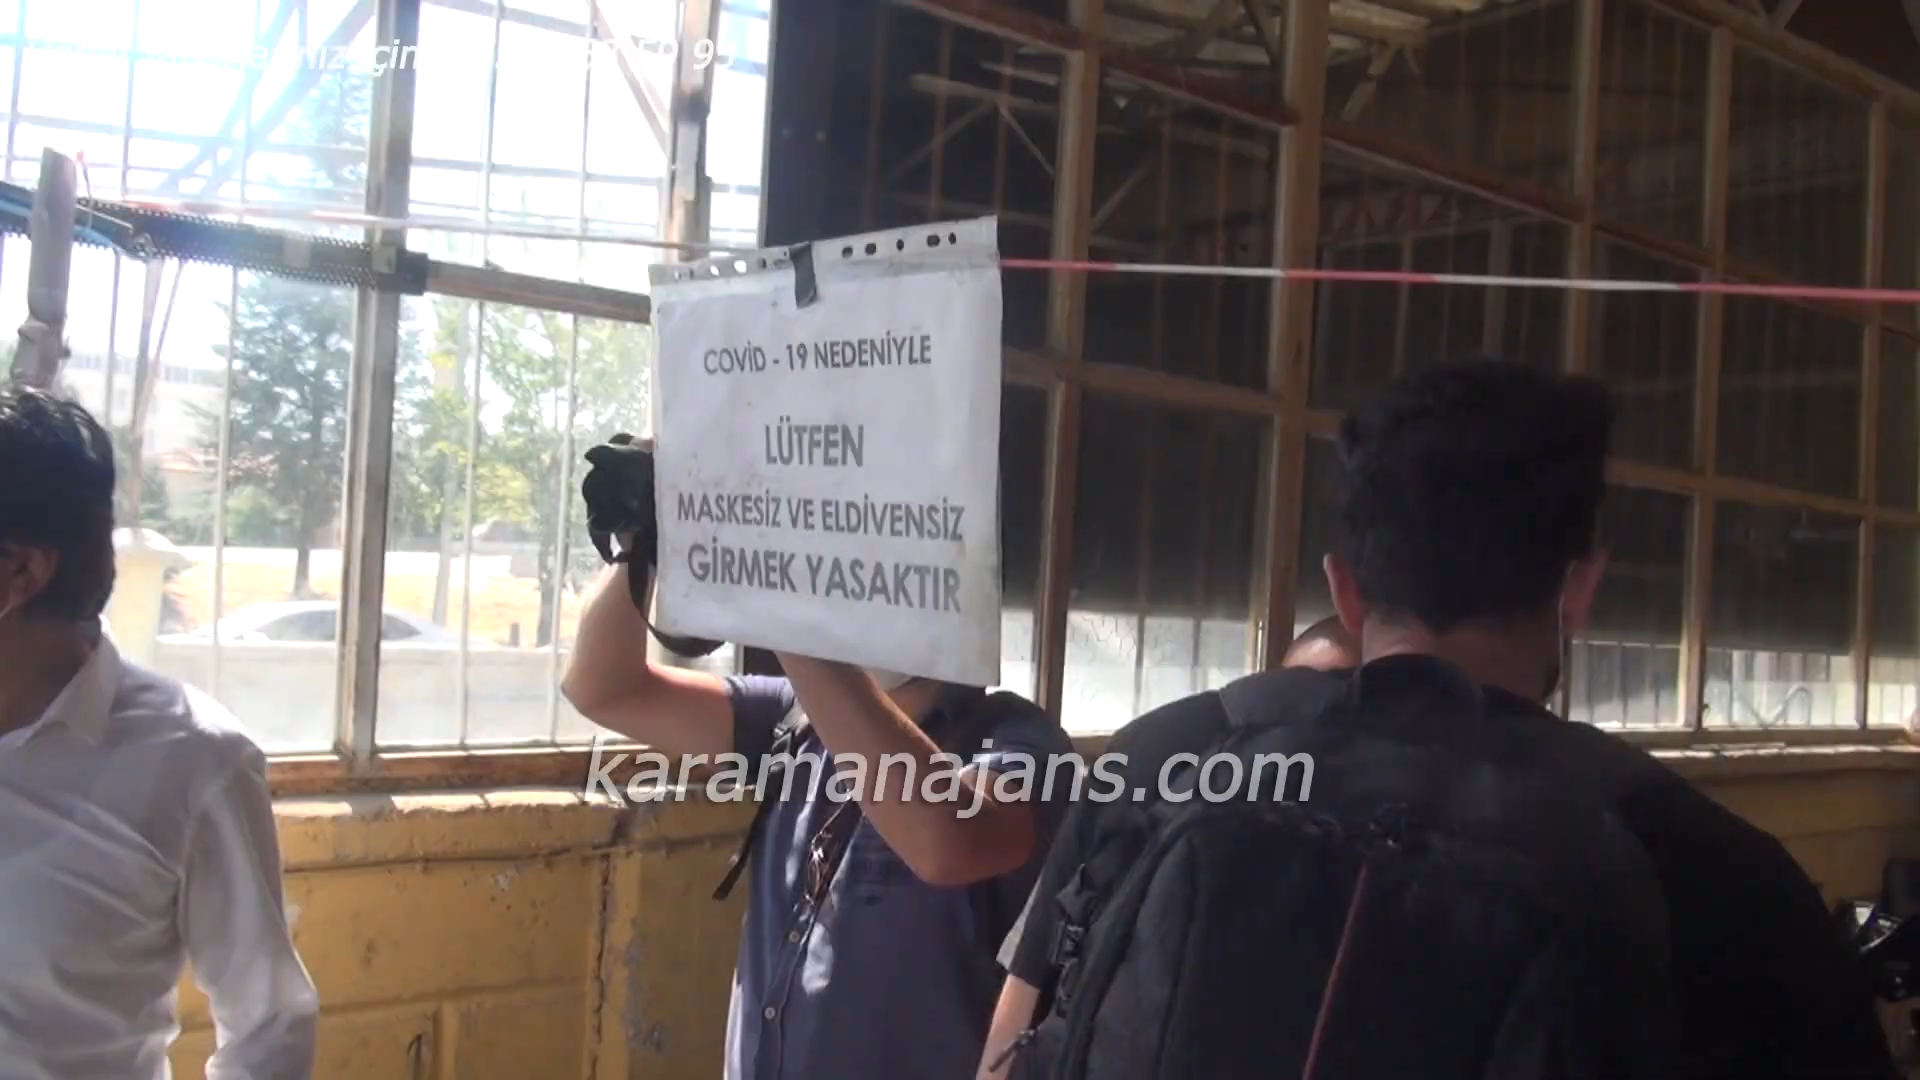 COVİD - 19 NEDENİYLE
LÜTFEN
MASKESİZ VE ELDİVENSİZ
GİRMEK YASAKTIR
karamanajans.com